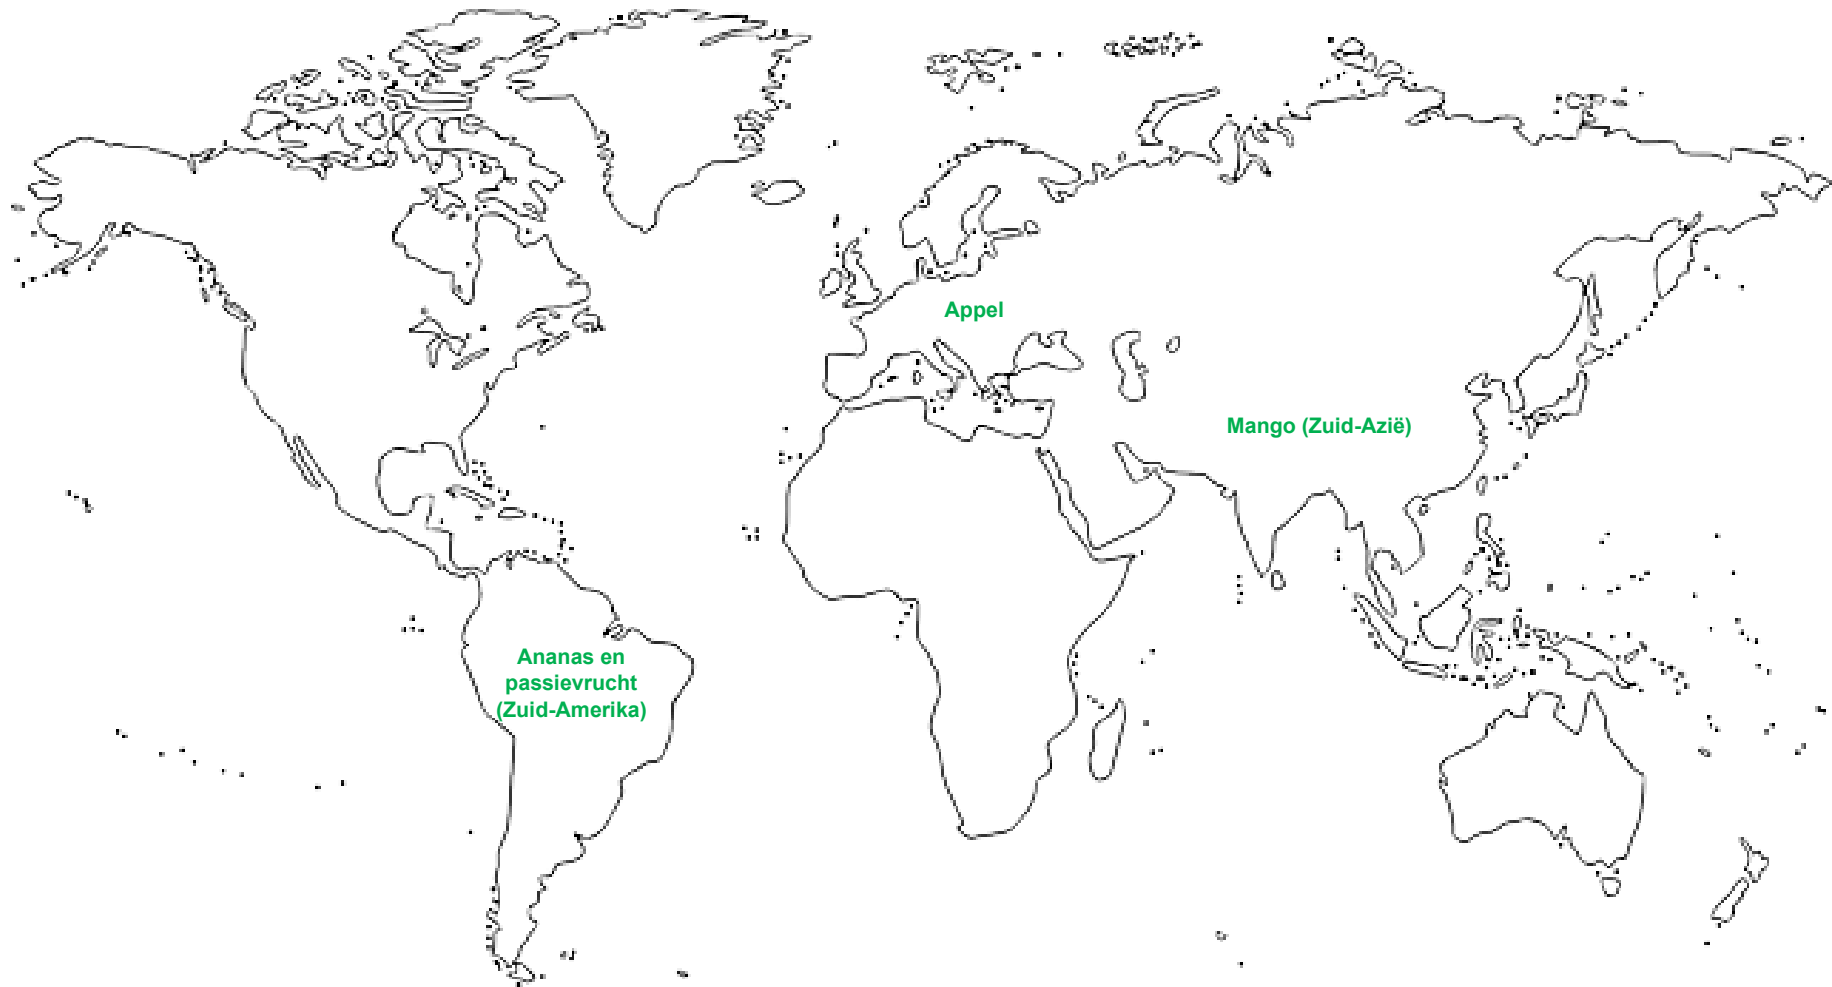 Appel
Mango (Zuid-Azië)
Ananas en
passievrucht
(Zuid-Amerika)